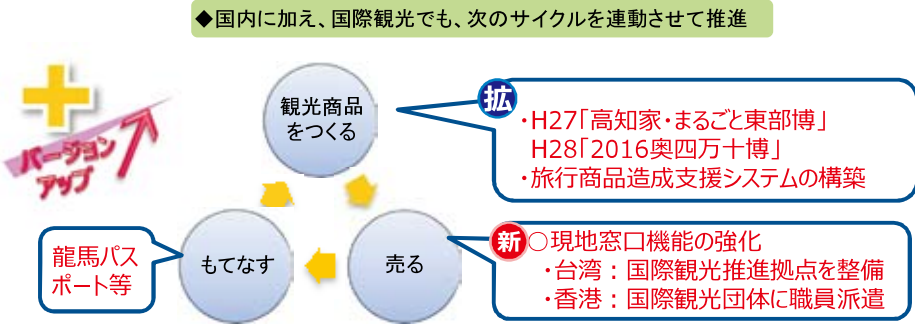 ◆国内に加え、国際観光でも、次のサイクルを連動させて推進
バージョン
アップ
観光商品
をつくる
拡
・H27「高知家・まるごと東部博」
H28「2016奥四万十博」
・旅行商品造成支援システムの構築
龍馬パス
ポート等
もてなす
売る
新
○現地窓口機能の強化
・台湾：国際観光推進拠点を整備
・香港：国際観光団体に職員派遣